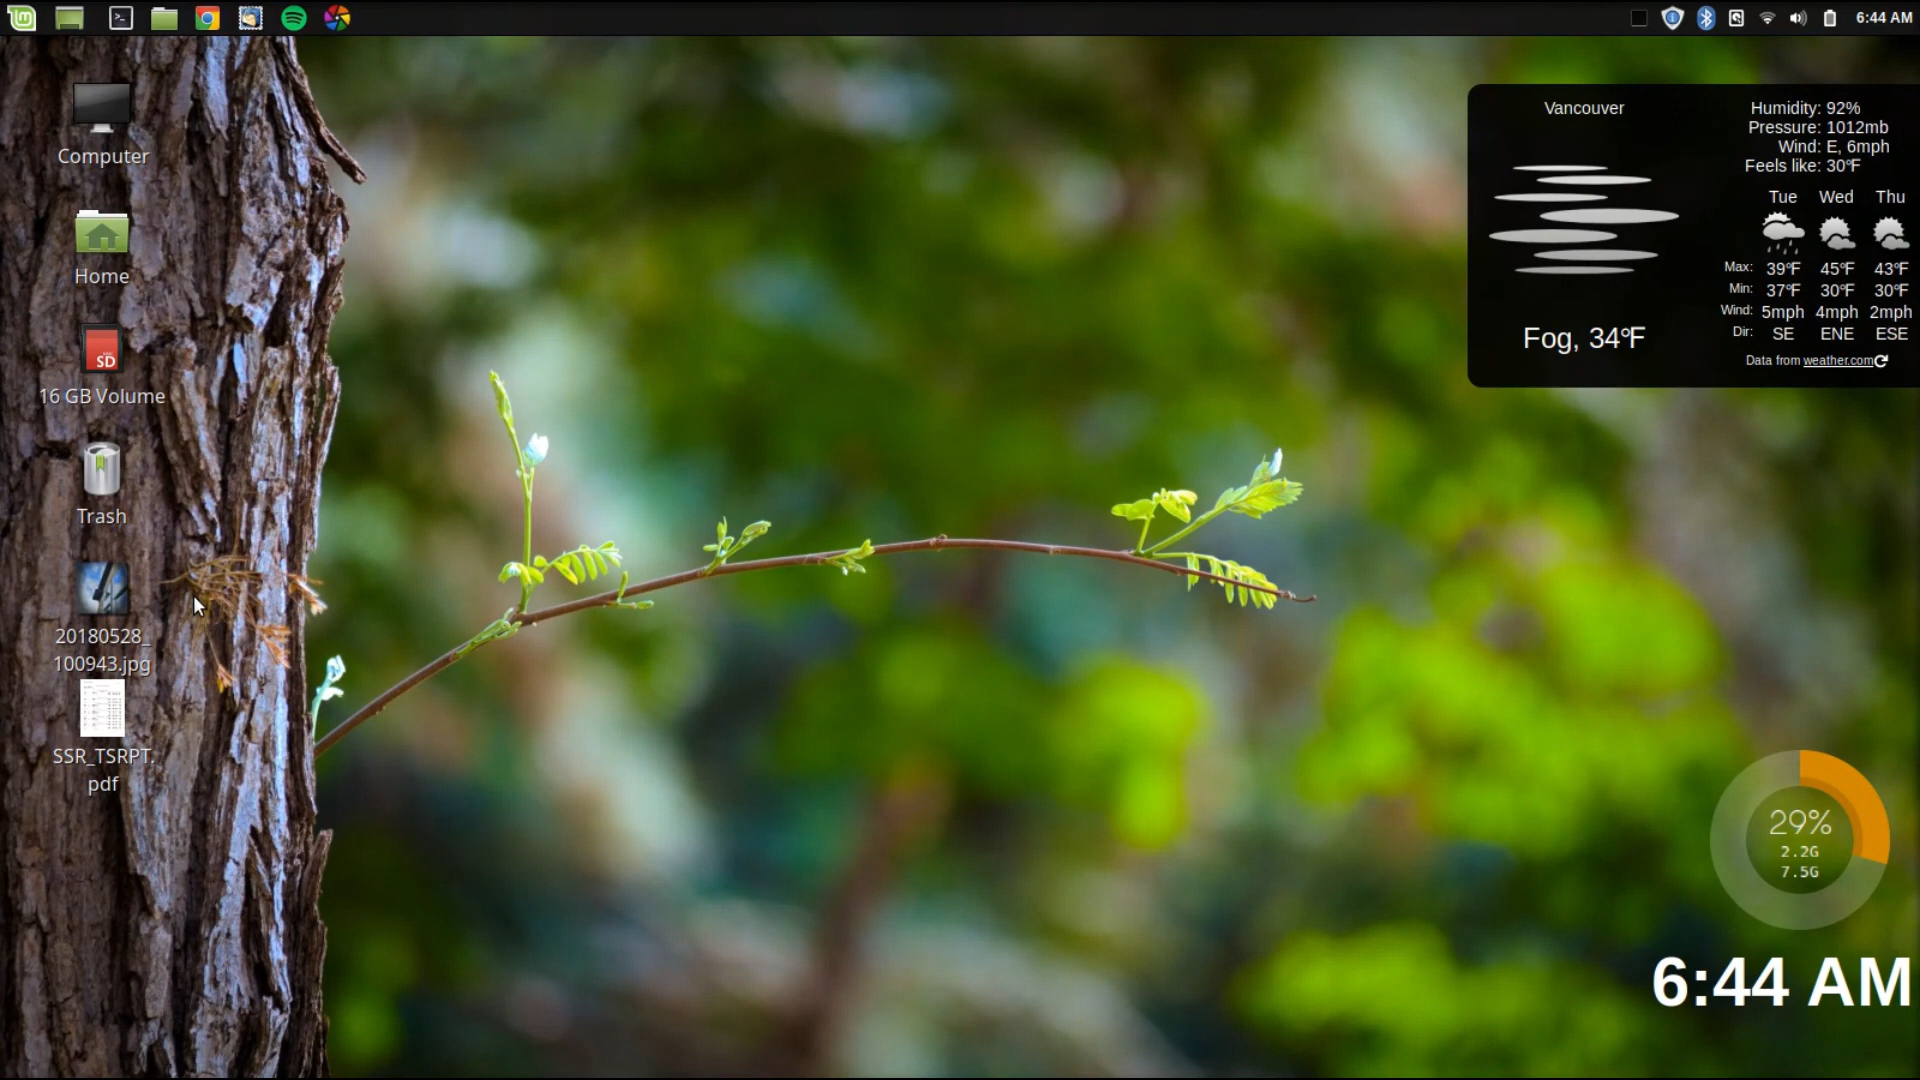 6:44 AM
Computer
Home
SD
16 GB Volume
Trash
20180528_
100943.jpg
SSR_TSRPT.
pdf
Vancouver
Fog, 34°F
Humidity: 92%
Pressure: 1012mb
Wind: E, 6mph
Feels like: 30°F
Tue Wed Thu
Max: 39°F 45°F 43°F
Min: 37°F 30°F 30°F
Wind: 5mph 4mph 2mph
Dir: SE ENE ESE
Data from weather.com
29%
2.2G
7.5G
6:44 AM